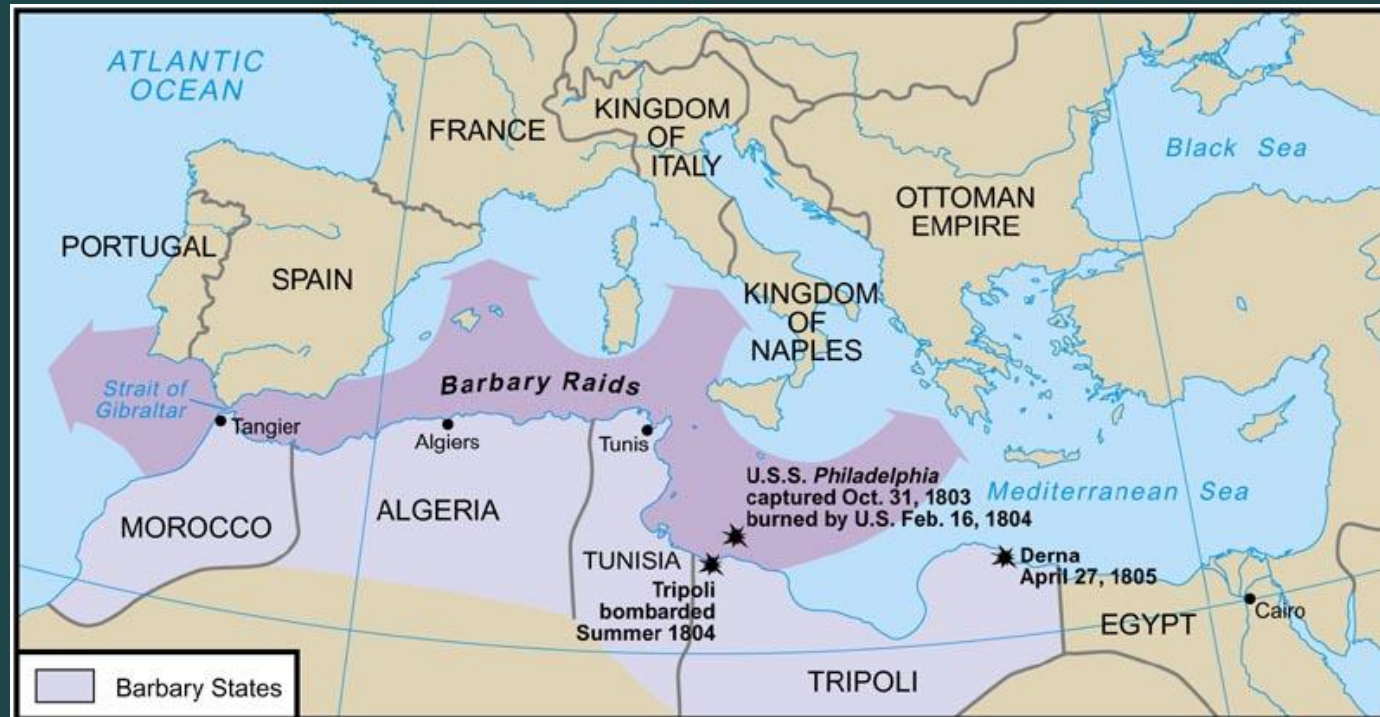 ATLANTIC
OCEAN
FRANCE
KINGDOM
OF
ITALY
Black Sea
OTTOMAN
EMPIRE
PORTUGAL
SPAIN
KINGDOM
OF
NAPLES
Barbary Raids
Strait of
Gibraltar
Tangier
Algiers
Tunis
U.S.S. Philadelphia
captured Oct. 31, 1803
burned by U.S. Feb. 16, 1804
Mediterranean Sea
MOROCCO
ALGERIA
TUNISIA
Tripoli
bombarded
Summer 1804
Derna
April 27, 1805
EGYPT
Cairo
TRIPOLI
Barbary States